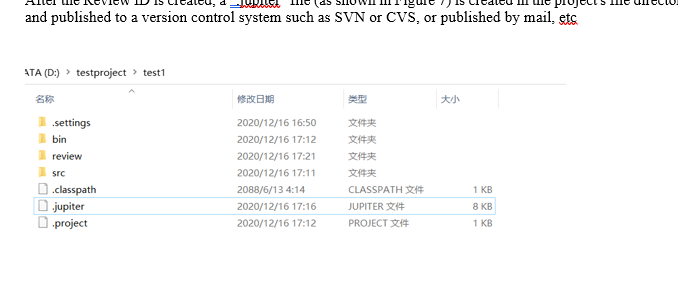 After the Review ID is created, a ".jupiter" file (as shown in Figure 7) is created in the project's file director
and published to a version control system such as SVN or CVS, or published by mail, etc
ATA (D:) > testproject > test1
名称 修改日期 类型 大小
.settings 2020/12/16 16:50 文件夹
bin 2020/12/16 17:12 文件夹
review 2020/12/16 17:21 文件夹
src 2020/12/16 17:11 文件夹
.classpath 2088/6/13 4:14 CLASSPATH 文件 1 KB
.jupiter 2020/12/16 17:16 JUPITER 文件 8 KB
.project 2020/12/16 17:12 PROJECT 文件 1 KB